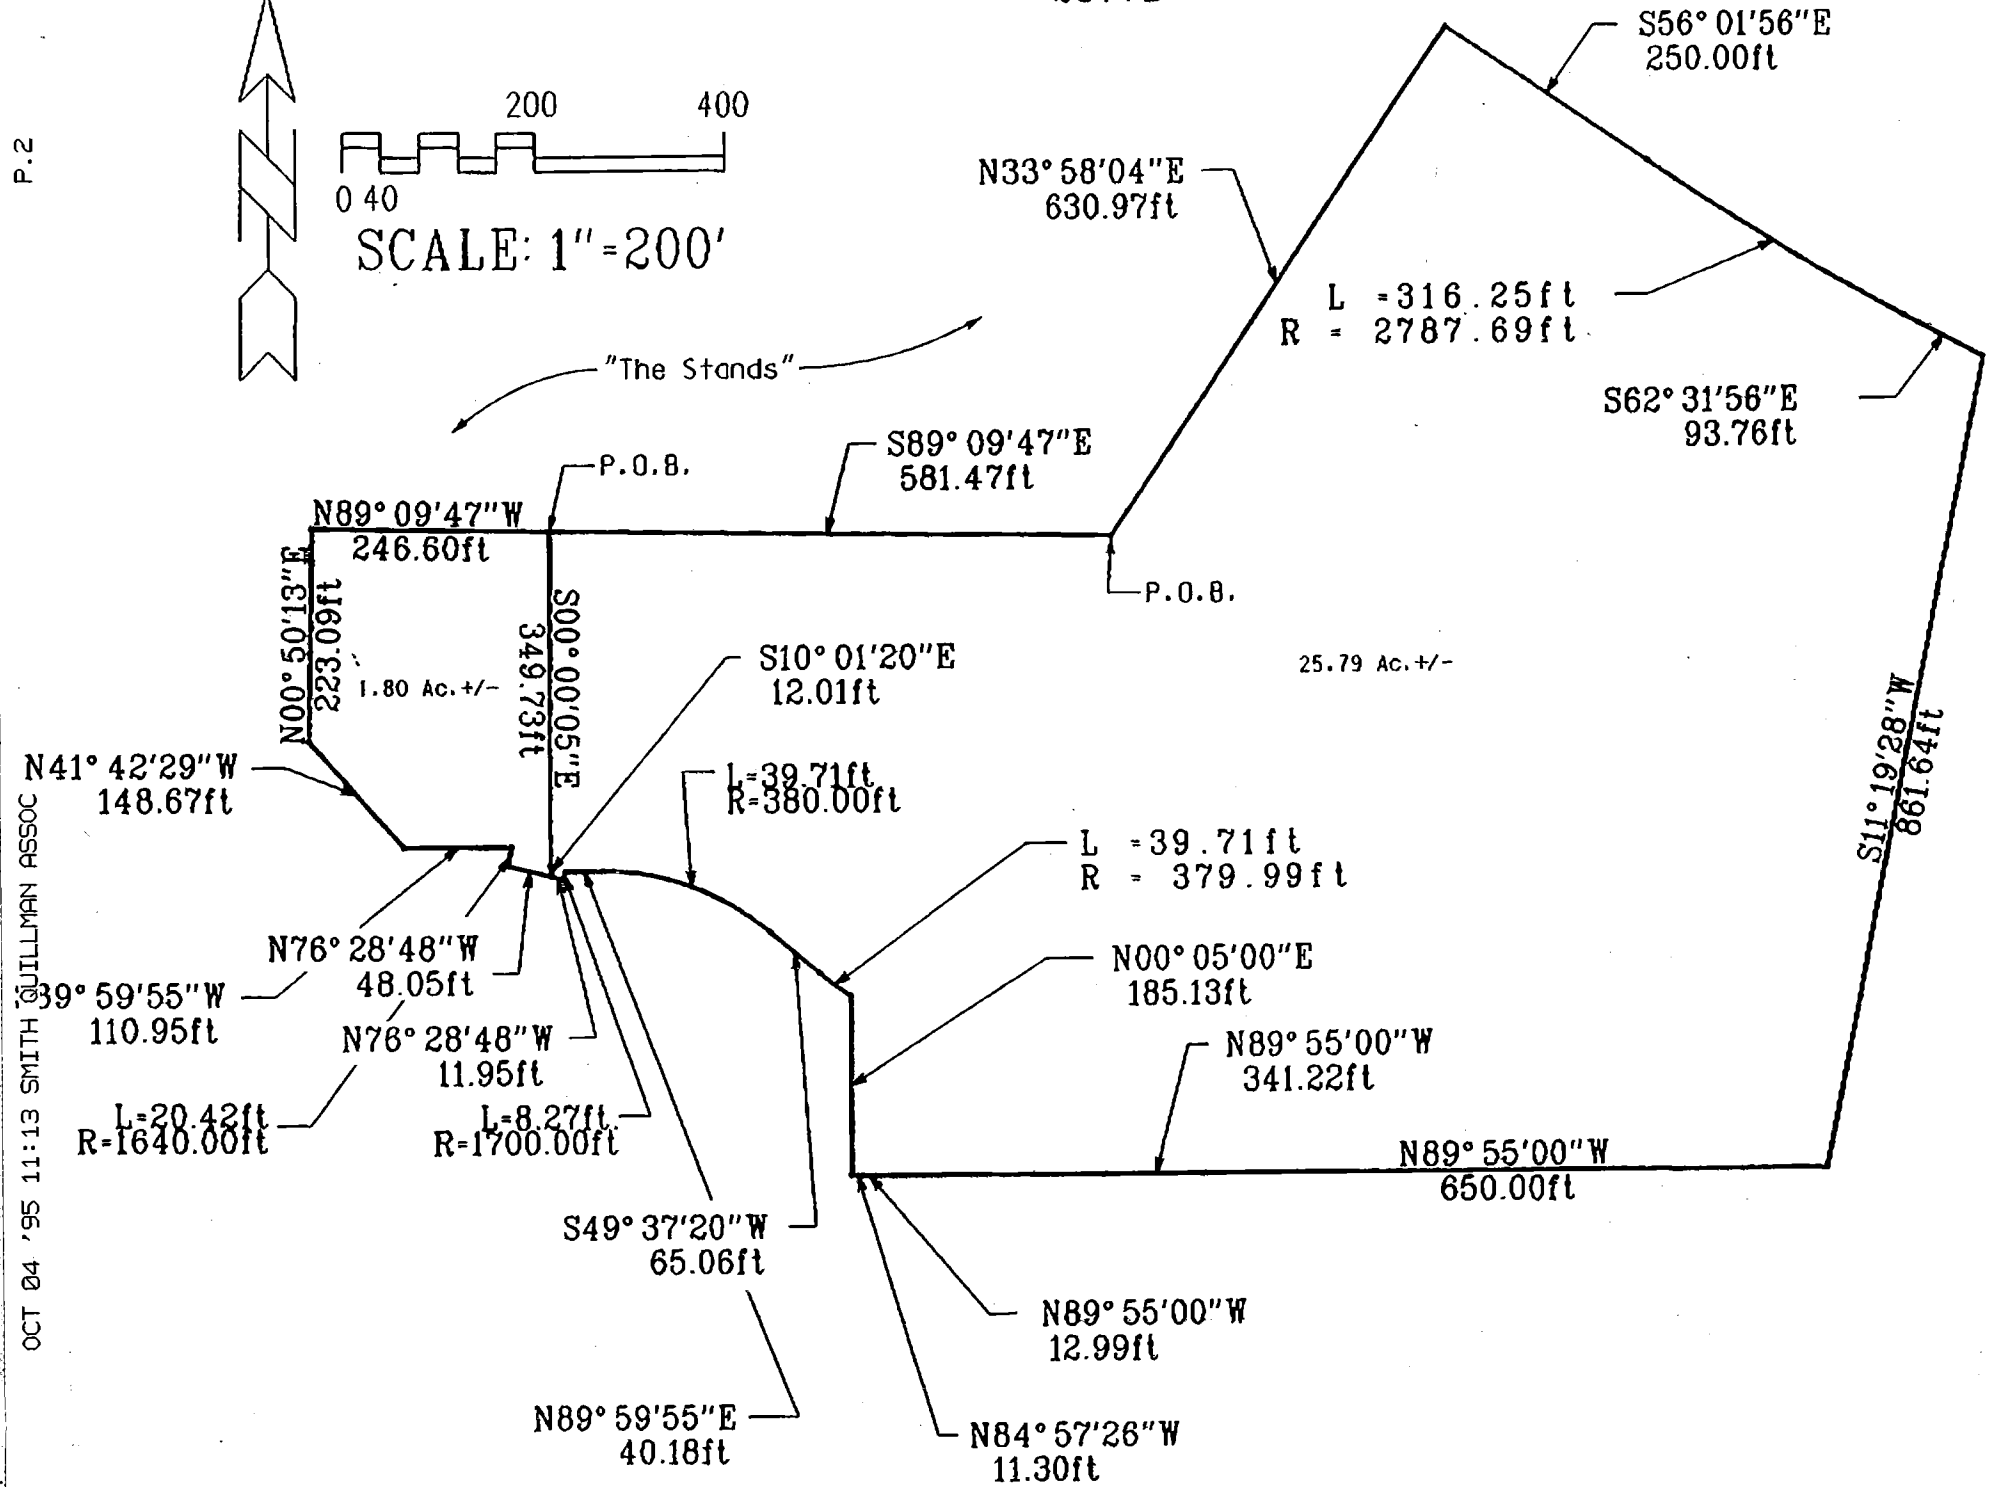 S56°01'56"E
250.00ft
200 400
P.2
0 40
SCALE: 1"=200'
N33°58'04"E
630.97ft
L =316.25ft
R = 2787.69ft
"The Stands"
S62°31'56"E
93.76ft
S89°09'47"E
581.47ft
P.O.B.
N89°09'47"W
246.60ft
N00°50'13"E
223.09ft
P.O.B.
S00°00'05"E
349.73ft
S10°01'20"E
12.01ft
25.79 Ac.+/-
1.80 Ac.+/-
S11°19'28"W
861.64ft
N41°42'29"W
148.67ft
L=39.71ft
R=380.00ft
L =39.71ft
R = 379.99ft
N76°28'48"W
48.05ft
39°59'55"W
110.95ft
N00°05'00"E
185.13ft
N76°28'48"W
11.95ft
N89°55'00"W
341.22ft
L=20.42ft
R=1640.00ft
L=8.27ft
R=1700.00ft
N89°55'00"W
650.00ft
S49°37'20"W
65.06ft
N89°55'00"W
12.99ft
N89°59'55"E
40.18ft
N84°57'26"W
11.30ft
OCT 04 '95 11:13 SMITH QUILLMAN ASSOC